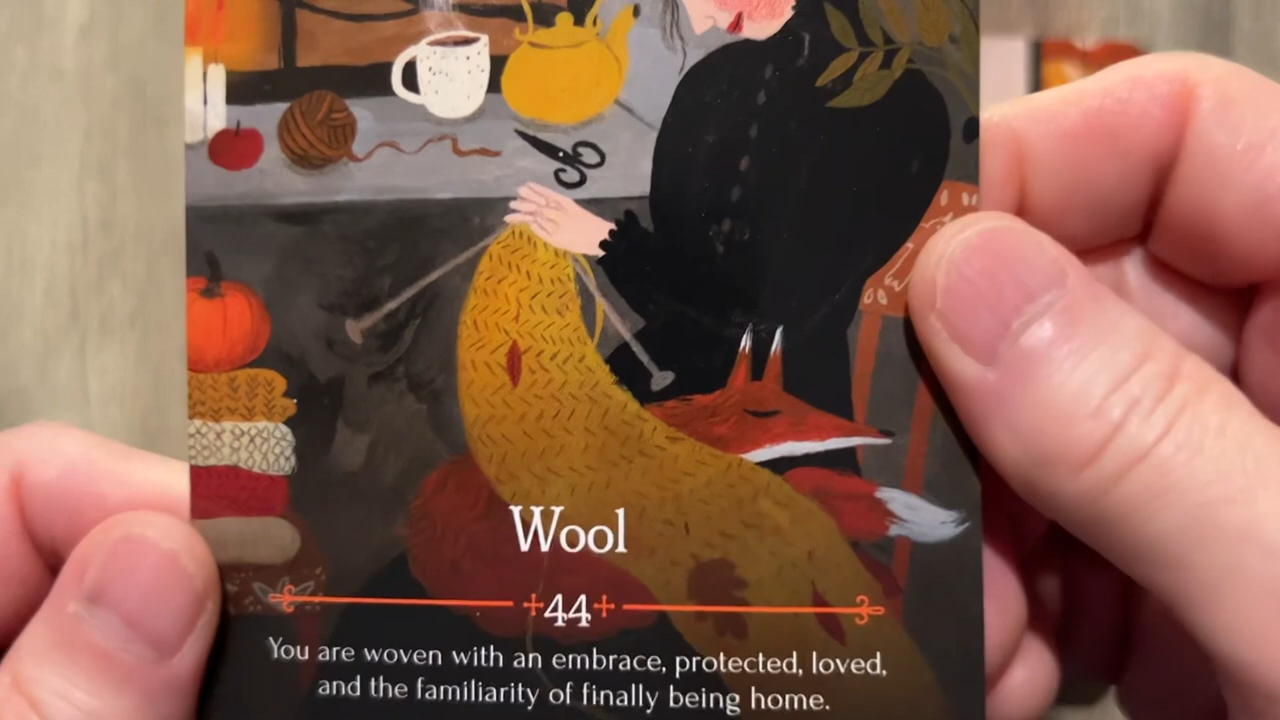 Wool
44
You are woven with an embrace, protected, loved,
and the familiarity of finally being home.